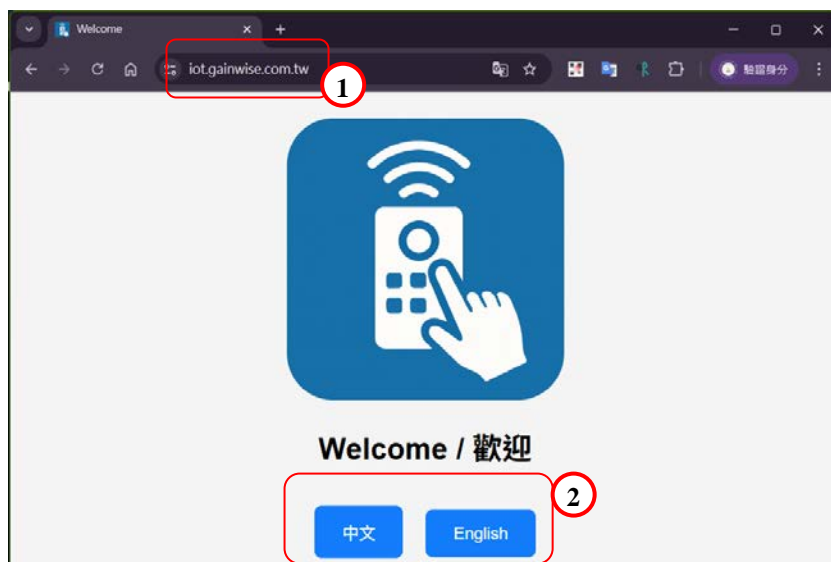 Welcome
iot.gainwise.com.tw
驗證身分
1
Welcome / 歡迎
2
中文
English